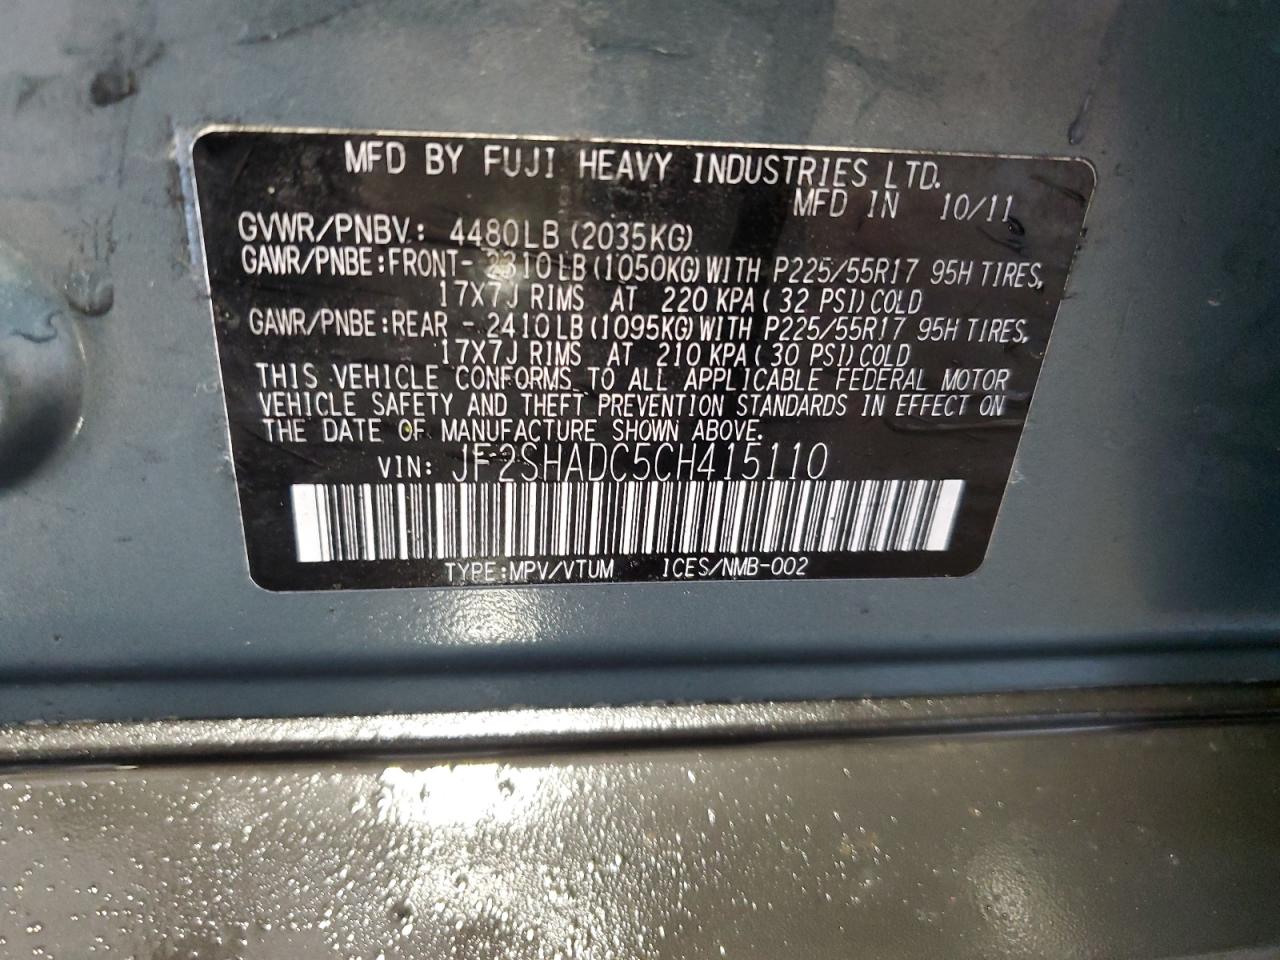 MFD BY FUJI HEAVY INDUSTRIES LTD.
MFD IN 10/11
GVWR/PNBV: 4480LB (2035KG)
GAWR/PNBE:FRONT- 2310 LB (1050KG) WITH P225/55R17 95H TIRES,
17X7J RIMS AT 220 KPA ( 32 PSI) COLD
GAWR/PNBE:REAR - 2410 LB (1095KG) WITH P225/55R17 95H TIRES,
17X7J RIMS AT 210 KPA ( 30 PSI) COLD
THIS VEHICLE CONFORMS TO ALL APPLICABLE FEDERAL MOTOR
VEHICLE SAFETY AND THEFT PREVENTION STANDARDS IN EFFECT ON
THE DATE OF MANUFACTURE SHOWN ABOVE.
VIN: JF2SHADC5CH415110
TYPE:MPV/VTUM ICES/NMB-002